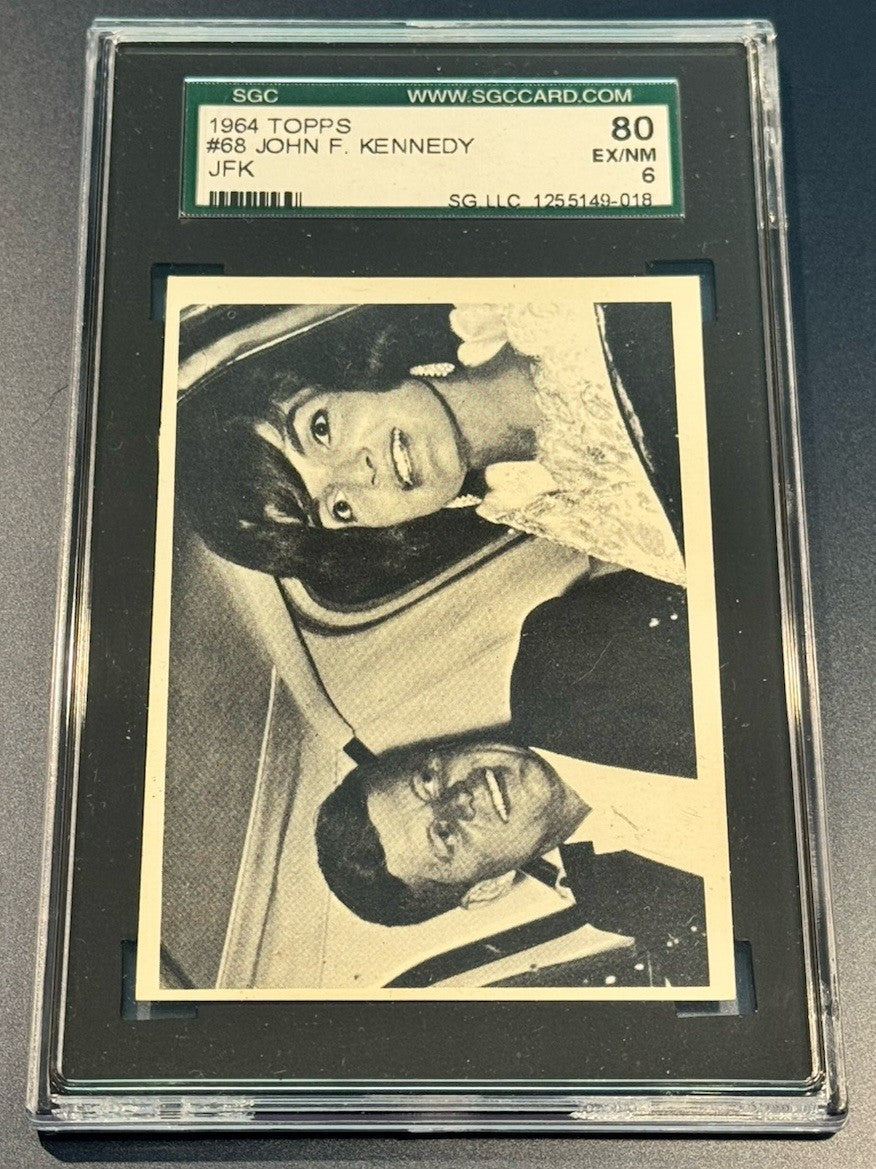 SGC WWW.SGCCARD.COM
1964 TOPPS 80
#68 JOHN F. KENNEDY EX/NM
JFK 6
SG.LLC 1255149-018